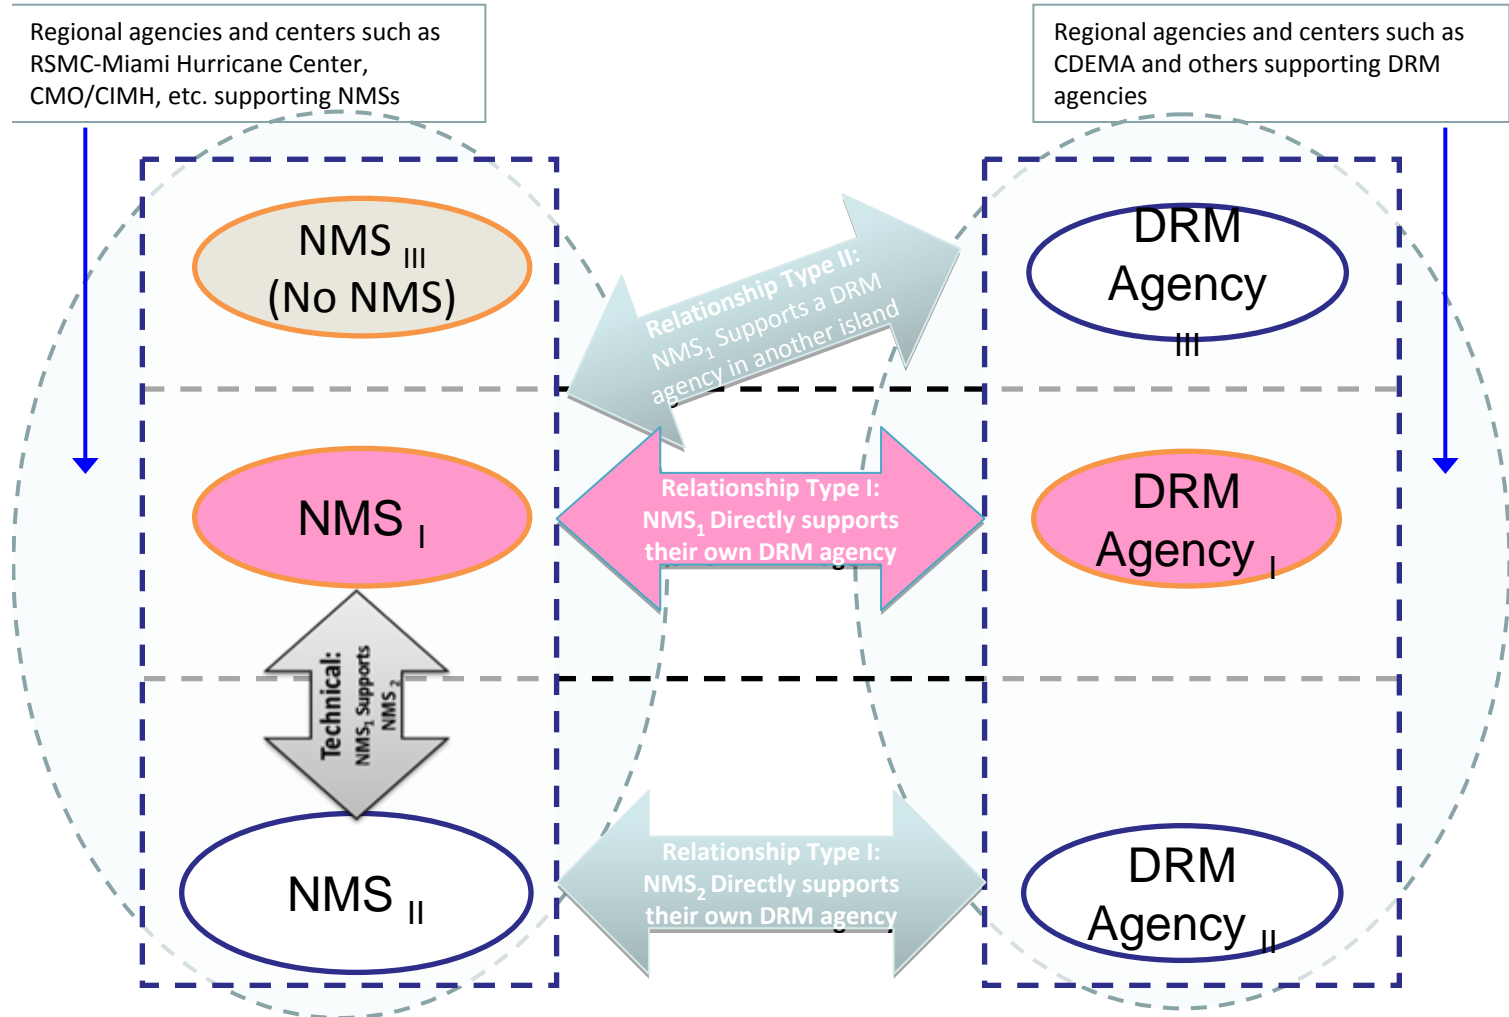 Regional agencies and centers such as
RSMC-Miami Hurricane Center,
CMO/CIMH, etc. supporting NMSs
Regional agencies and centers such as
CDEMA and others supporting DRM
agencies
NMS III
(No NMS)
Relationship Type II:
NMS1 Supports a DRM
agency in another island
DRM
Agency
III
NMS I
Relationship Type I:
NMS1 Directly supports
their own DRM agency
DRM
Agency I
Technical:
NMS1 Supports
NMS 2
NMS II
Relationship Type I:
NMS2 Directly supports
their own DRM agency
DRM
Agency II